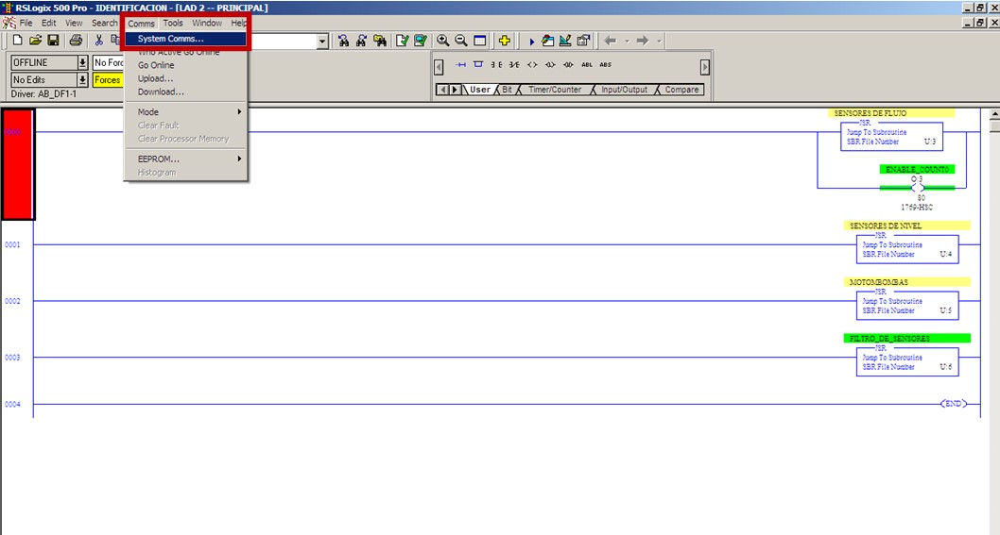 RSLogix 500 Pro - IDENTIFICACION - [LAD 2 -- PRINCIPAL]
File Edit View Search Comms Tools Window Help
System Comms...
Who Active Go Online
Go Online
Upload...
Download...
Mode
Clear Fault
Clear Processor Memory
EEPROM...
Histogram
OFFLINE No Forc
No Edits Forces
Driver: AB_DF1-1
ABL ABS
User Bit Timer/Counter Input/Output Compare
0000
SENSORES DE FLUJO
JSR
Jump To Subroutine
SBR File Number U:3
ENABLE_COUNT0
O:3
80
1769-HSC
0001
SENSORES DE NIVEL
JSR
Jump To Subroutine
SBR File Number U:4
0002
MOTOMBOMBAS
JSR
Jump To Subroutine
SBR File Number U:5
0003
FILTRO_DE_SENSORES
JSR
Jump To Subroutine
SBR File Number U:6
0004
END